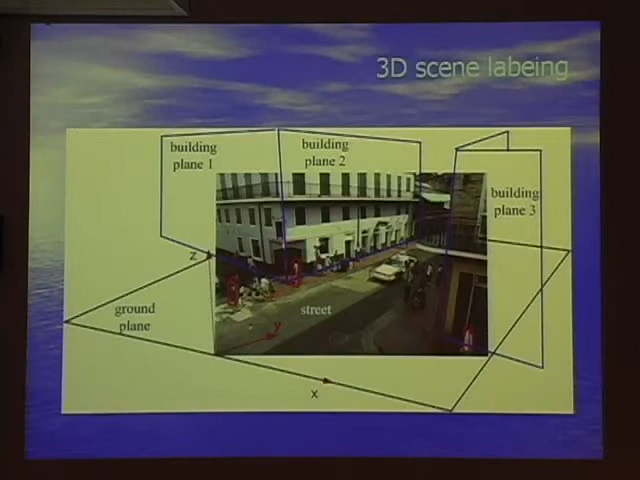 3D scene labeing
building
plane 1
building
plane 2
building
plane 3
z
ground
plane
street
y
x